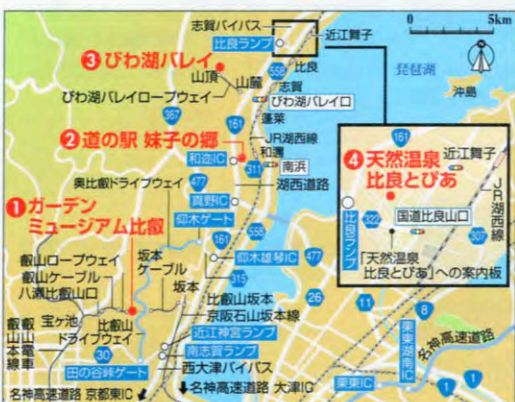 志賀バイパス
比良ランプ
近江舞子
0 5km
③びわ湖バレイ
山頂
山麓
558
比良
志賀
琵琶湖
沖島
びわ湖バレイロープウェイ
びわ湖バレイ口
367
蓬莱
161
JR湖西線
②道の駅 妹子の郷
和邇
和迩IC
311
南浜
477
湖西道路
奥比叡ドライブウェイ
真野IC
①ガーデン
ミュージアム比叡
仰木ゲート
161
558
仰木雄琴IC
477
315
叡山ロープウェイ
叡山ケーブル
八瀬比叡山口
坂本
ケーブル
坂本
宝ケ池
比叡山
ドライブウェイ
比叡山坂本
京阪石山坂本線
26
11
8
叡山電車
叡山本線
30
近江神宮ランプ
南志賀ランプ
田の谷峠ゲート
西大津バイパス
栗東湖南IC
名神高速道路
栗東IC
1
1
名神高速道路 京都東IC
名神高速道路 大津IC
161
④天然温泉
比良とぴあ
近江舞子
比良ランプ
322
国道比良山口
307
JR湖西線
「天然温泉
比良とぴあ」への案内板